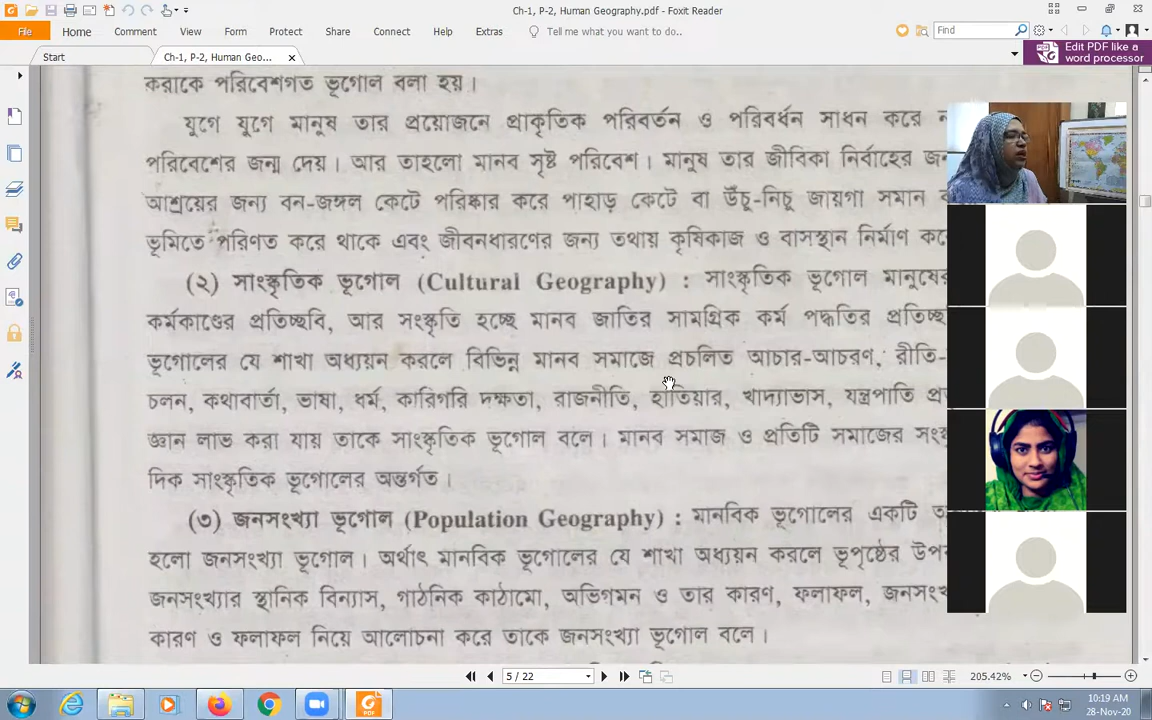 Ch-1, P-2, Human Geography.pdf - Foxit Reader
File Home Comment View Form Protect Share Connect Help Extras Tell me what you want to do.. Find
Start Ch-1, P-2, Human Geo... Edit PDF like a word processor
করাকে পরিবেশগত ভূগোল বলা হয়।
যুগে যুগে মানুষ তার প্রয়োজনে প্রাকৃতিক পরিবর্তন ও পরিবর্ধন সাধন করে
পরিবেশের জন্ম দেয়। আর তাহলো মানব সৃষ্ট পরিবেশ। মানুষ তার জীবিকা নির্বাহের
আশ্রয়ের জন্য বন-জঙ্গল কেটে পরিষ্কার করে পাহাড় কেটে বা উঁচু-নিচু জায়গা সমান
ভূমিতে পরিণত করে থাকে এবং জীবনধারণের জন্য তথায় কৃষিকাজ ও বাসস্থান নির্মাণ
(২) সাংস্কৃতিক ভূগোল (Cultural Geography) : সাংস্কৃতিক ভূগোল মানুষের
কর্মকাণ্ডের প্রতিচ্ছবি, আর সংস্কৃতি হচ্ছে মানব জাতির সামগ্রিক কর্ম পদ্ধতির
ভূগোলের যে শাখা অধ্যয়ন করলে বিভিন্ন মানব সমাজে প্রচলিত আচার-আচরণ, রীতি-
চলন, কথাবার্তা, ভাষা, ধর্ম, কারিগরি দক্ষতা, রাজনীতি, হাতিয়ার, খাদ্যাভাস, যন্ত্রপাতি
জ্ঞান লাভ করা যায় তাকে সাংস্কৃতিক ভূগোল বলে। মানব সমাজ ও প্রতিটি সমাজের
দিক সাংস্কৃতিক ভূগোলের অন্তর্গত।
(৩) জনসংখ্যা ভূগোল (Population Geography) : মানবিক ভূগোলের একটি
হলো জনসংখ্যা ভূগোল। অর্থাৎ মানবিক ভূগোলের যে শাখা অধ্যয়ন করলে ভূপৃষ্ঠের
জনসংখ্যার স্থানিক বিন্যাস, গাঠনিক কাঠামো, অভিগমন ও তার কারণ, ফলাফল,
কারণ ও ফলাফল নিয়ে আলোচনা করে তাকে জনসংখ্যা ভূগোল বলে।
5 / 22 205.42%
10:19 AM
28-Nov-20